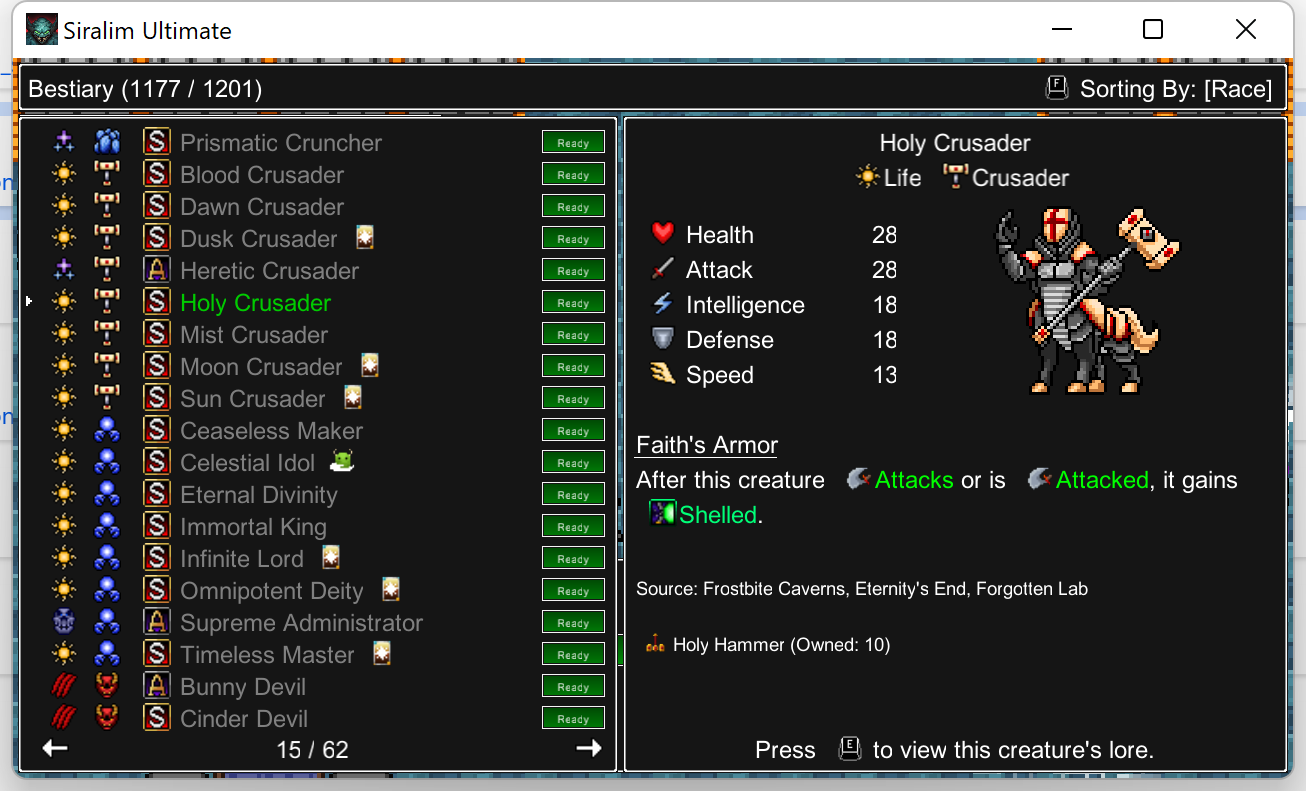 Siralim Ultimate
Bestiary (1177 / 1201)
F Sorting By: [Race]
S Prismatic Cruncher Ready
S Blood Crusader Ready
S Dawn Crusader Ready
S Dusk Crusader Ready
A Heretic Crusader Ready
S Holy Crusader Ready
S Mist Crusader Ready
S Moon Crusader Ready
S Sun Crusader Ready
S Ceaseless Maker Ready
S Celestial Idol Ready
S Eternal Divinity Ready
S Immortal King Ready
S Infinite Lord Ready
S Omnipotent Deity Ready
A Supreme Administrator Ready
S Timeless Master Ready
A Bunny Devil Ready
S Cinder Devil Ready
15 / 62
Holy Crusader
Life Crusader
Health 28
Attack 28
Intelligence 18
Defense 18
Speed 13
Faith's Armor
After this creature Attacks or is Attacked, it gains
Shelled.
Source: Frostbite Caverns, Eternity's End, Forgotten Lab
Holy Hammer (Owned: 10)
Press E to view this creature's lore.